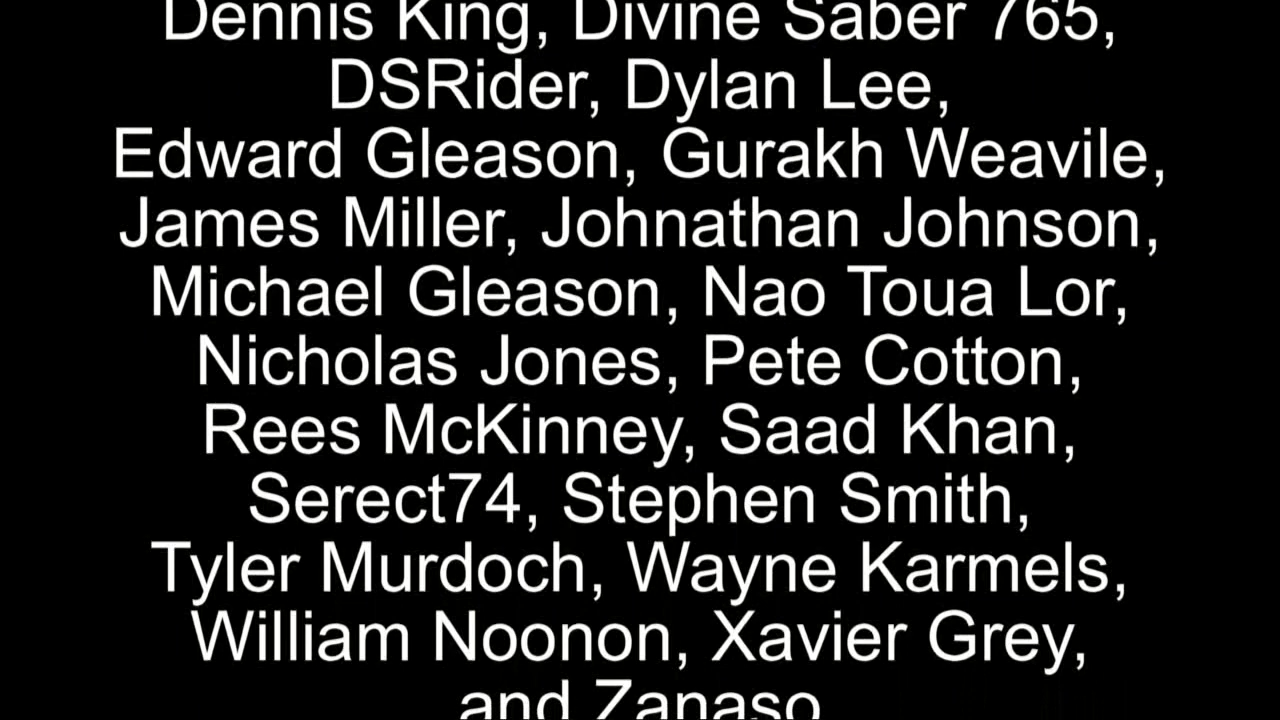 Dennis King, Divine Saber 765,
DSRider, Dylan Lee,
Edward Gleason, Gurakh Weavile,
James Miller, Johnathan Johnson,
Michael Gleason, Nao Toua Lor,
Nicholas Jones, Pete Cotton,
Rees McKinney, Saad Khan,
Serect74, Stephen Smith,
Tyler Murdoch, Wayne Karmels,
William Noonon, Xavier Grey,
and Zanaso